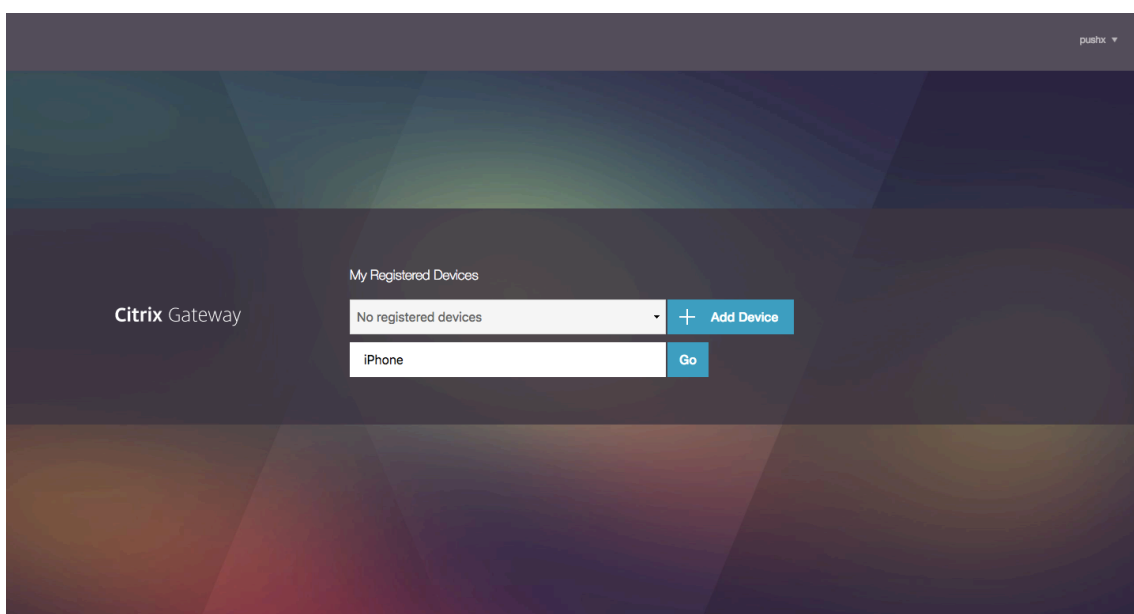 pushx
My Registered Devices
Citrix Gateway
No registered devices
Add Device
iPhone
Go